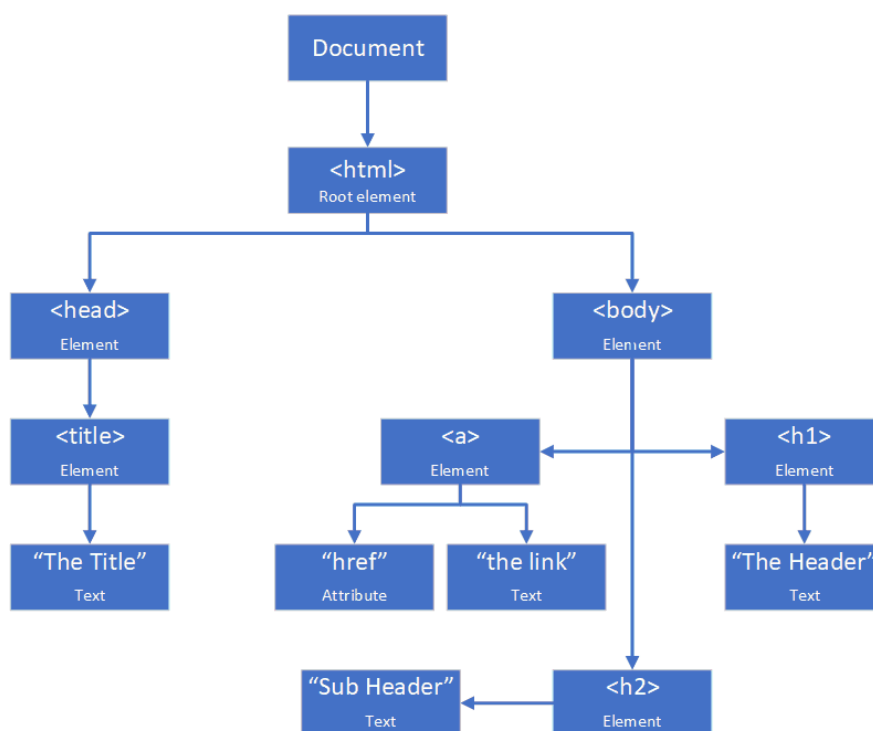 Document
<html>
Root element
<head>
Element
<body>
Element
<title>
Element
<a>
Element
<h1>
Element
“The Title”
Text
“href”
Attribute
“the link”
Text
“The Header”
Text
“Sub Header”
Text
<h2>
Element